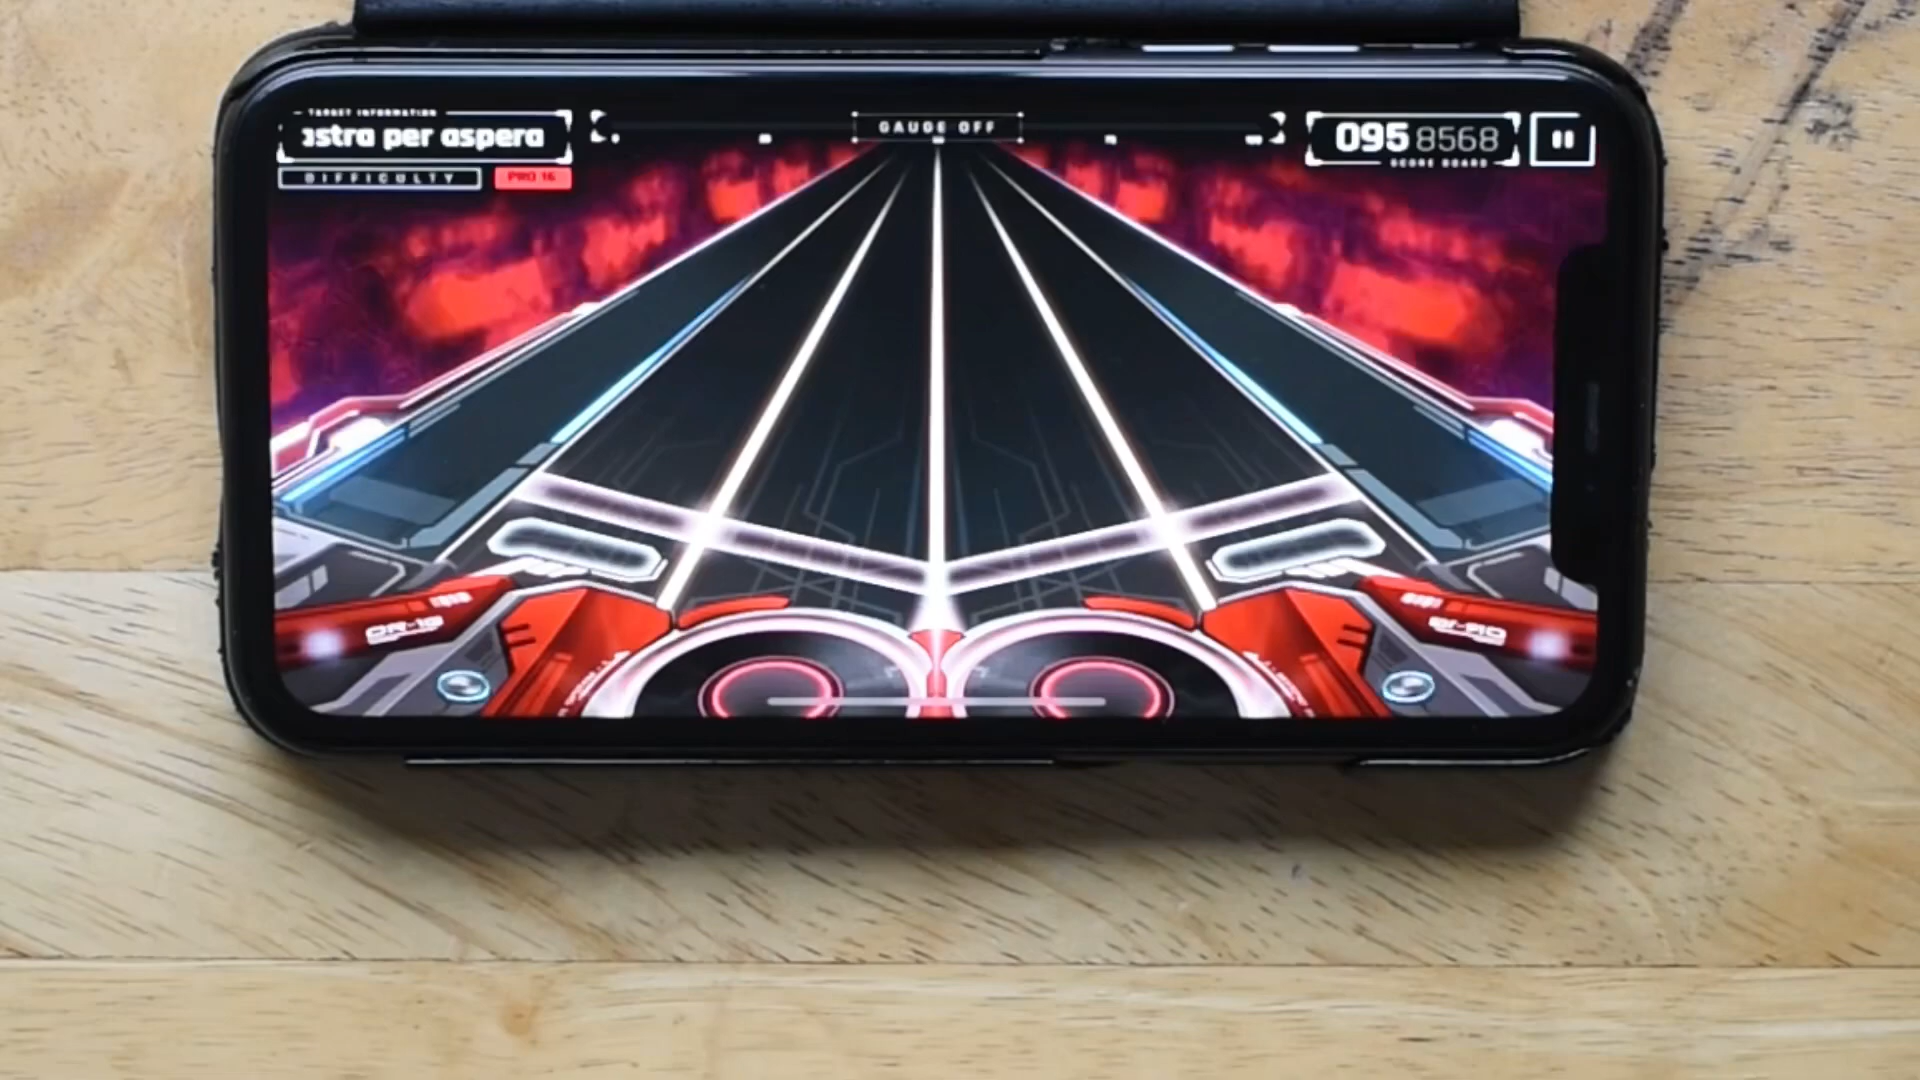 TARGET INFORMATION
astra per aspera
DIFFICULTY
PRO 16
GAUGE OFF
0958568
SCORE BOARD